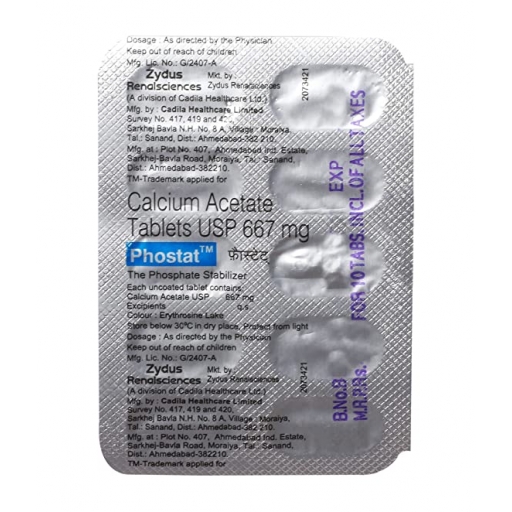 Dosage : As directed by the Physician
Keep out of reach of children
Mfg. Lic. No.: G/2407-A
Zydus
Renalsciences
Mkt. by :
Zydus Renalsciences
(A division of Cadila Healthcare Ltd.)
Mfg. by : Cadila Healthcare Limited
Survey No. 417, 419 and
Sarkhej Bavla N.H. No. 8 A, Village : Moraiya,
Tal.: Sanand, Dist.: Ahmedabad-382 210.
Mfg. at : Plot No. 407, Ahmedabad Ind. Estate,
Sarkhej-Bavla Road, Moraiya, Tal.: Sanand,
Dist.: Ahmedabad-382210.
TM-Trademark applied for
Calcium Acetate
Tablets USP 667 mg
Phostat™ फ़ॉस्टेट
The Phosphate Stabilizer
Each uncoated tablet contains:
Calcium Acetate USP 667 mg
Excipients q.s.
Colour : Erythrosine Lake
Store below 30ºC in dry place, Protect from light
Dosage : As directed by the Physician
Keep out of reach of children
Mfg. Lic. No.: G/2407-A
Zydus
Renalsciences
Mkt. by :
Zydus Renalsciences
(A division of Cadila Healthcare Ltd.)
Mfg. by : Cadila Healthcare Limited
Survey No. 417, 419 and 420,
Sarkhej Bavla N.H. No. 8 A, Village : Moraiya,
Tal.: Sanand, Dist.: Ahmedabad-382 210.
Mfg. at : Plot No. 407, Ahmedabad Ind. Estate,
Sarkhej-Bavla Road, Moraiya, Tal.: Sanand,
Dist.: Ahmedabad-382210.
TM-Trademark applied for
2073421
2073421
B.No.B EXP
M.R.P.Rs. FOR 10 TABS. INCL. OF ALL TAXES